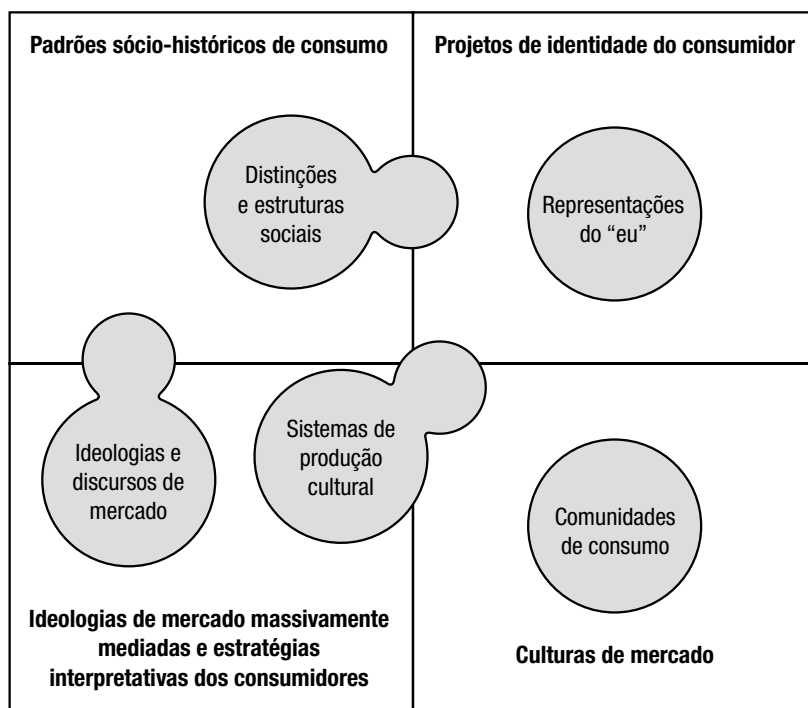 Padrões sócio-históricos de consumo
Projetos de identidade do consumidor
Distinções
e estruturas
sociais
Representações
do “eu”
Ideologias e
discursos de
mercado
Sistemas de
produção
cultural
Comunidades
de consumo
Ideologias de mercado massivamente
mediadas e estratégias
interpretativas dos consumidores
Culturas de mercado